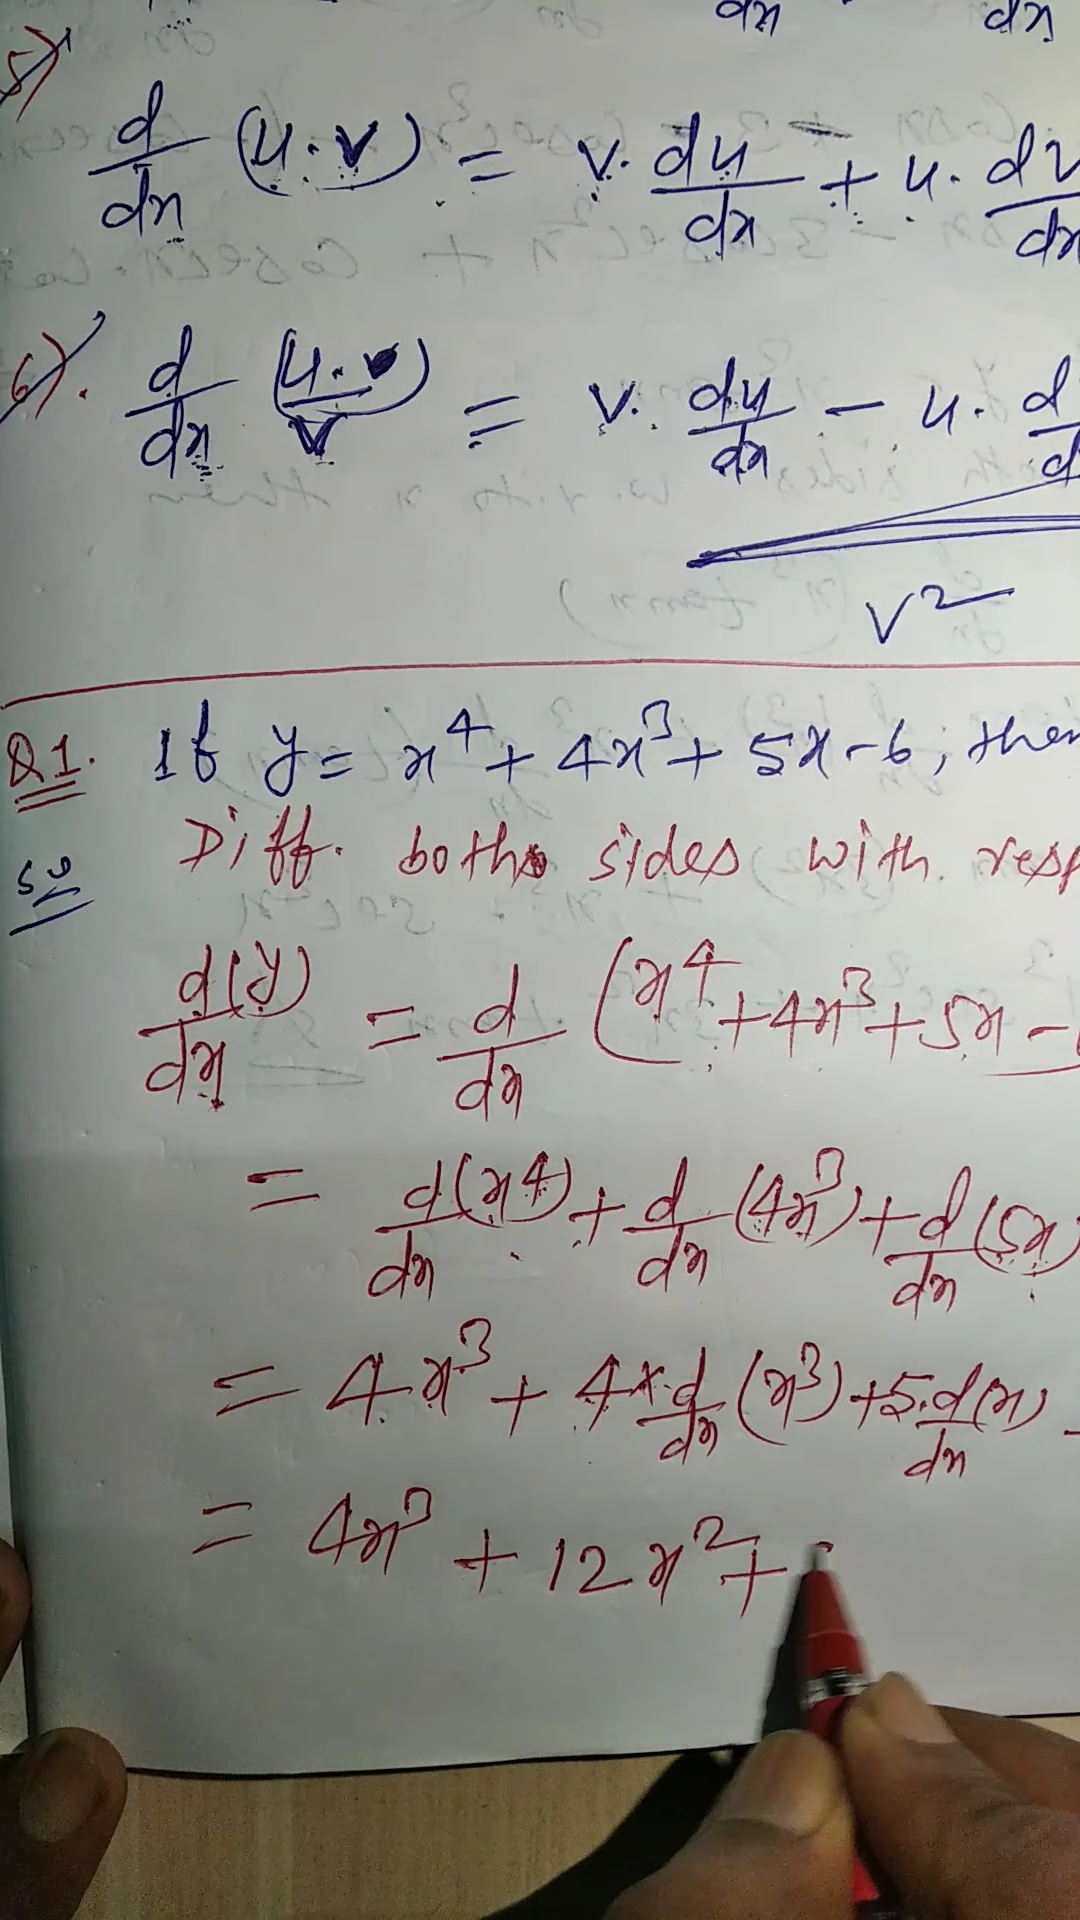 dx dx
5)
d/dx (u.v) = v. du/dx + u. dv/dx
6). d/dx (u.v)/v = v. du/dx - u. d/d
v²
Q1. If y = x⁴ + 4x³ + 5x - 6, then
Sol Diff. both sides with. resp
d(y)/dx = d/dx (x⁴ + 4x³ + 5x -
= d(x⁴)/dx + d/dx (4x³) + d/dx (5x)
= 4x³ + 4 × d/dx (x³) + 5. d(x)/dx -
= 4x³ + 12x² +